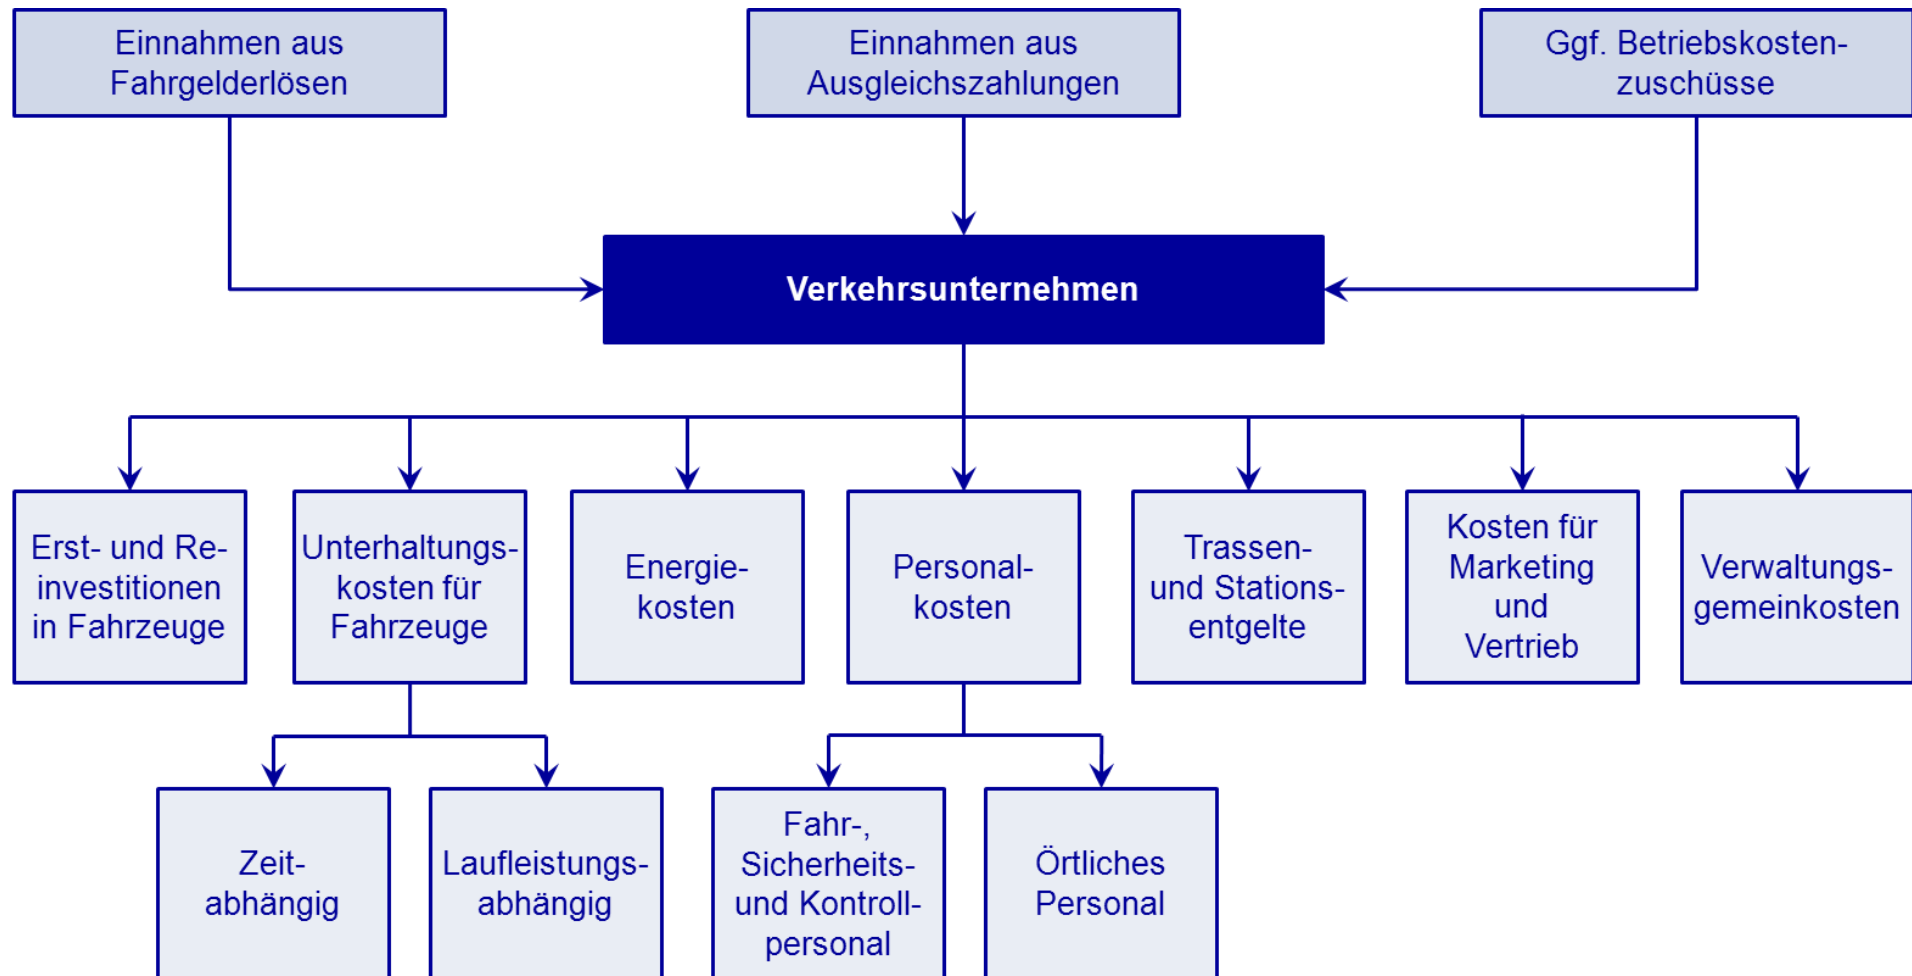 Einnahmen aus
Fahrgelderlösen
Einnahmen aus
Ausgleichszahlungen
Ggf. Betriebskosten-
zuschüsse
Verkehrsunternehmen
Erst- und Re-
investitionen
in Fahrzeuge
Unterhaltungs-
kosten für
Fahrzeuge
Energie-
kosten
Personal-
kosten
Trassen-
und Stations-
entgelte
Kosten für
Marketing
und
Vertrieb
Verwaltungs-
gemeinkosten
Zeit-
abhängig
Laufleistungs-
abhängig
Fahr-,
Sicherheits-
und Kontroll-
personal
Örtliches
Personal